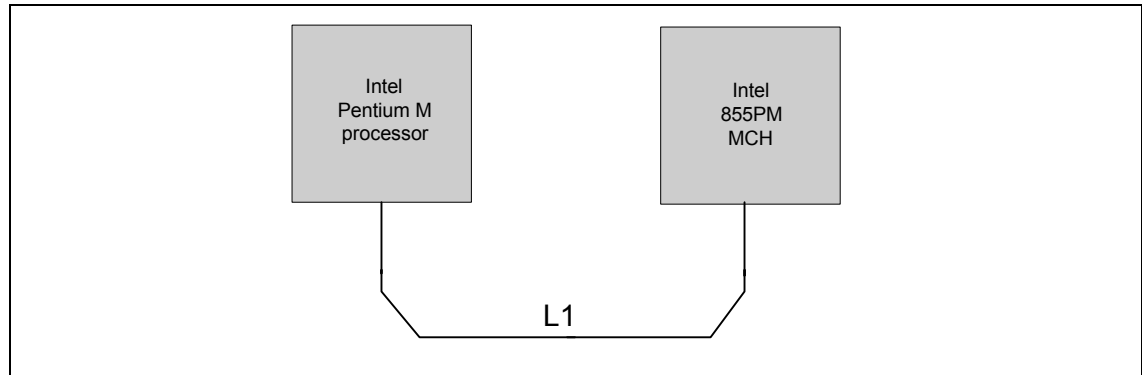 Intel
Pentium M
processor
Intel
855PM
MCH
L1